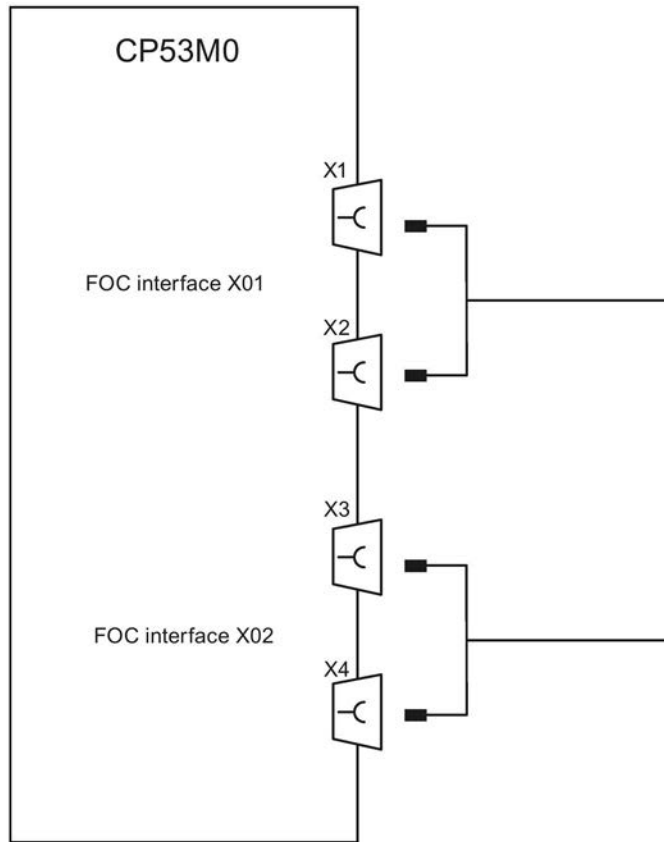 CP53M0
X1
FOC interface X01
X2
X3
FOC interface X02
X4